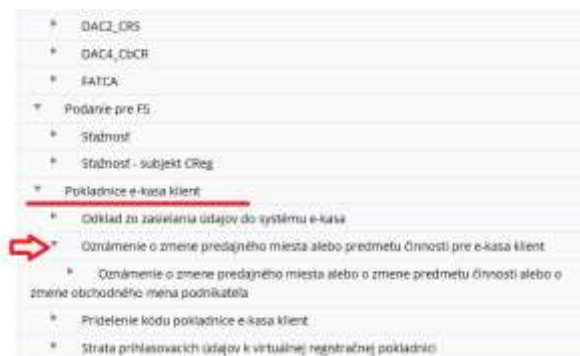 DAC2_CRS
DAC4_CbCR
FATCA
Podanie pre FS
Sťažnosť
Sťažnosť - subjekt CReg
Pokladnice e-kasa klient
Odklad zo zasielania údajov do systému e-kasa
Oznámenie o zmene predajného miesta alebo predmetu činnosti pre e-kasa klient
Oznámenie o zmene predajného miesta alebo o zmene predmetu činnosti alebo o
zmene obchodného mena podnikateľa
Pridelenie kódu pokladnice e-kasa klient
Strata prihlasovacích údajov k virtuálnej registračnej pokladnici